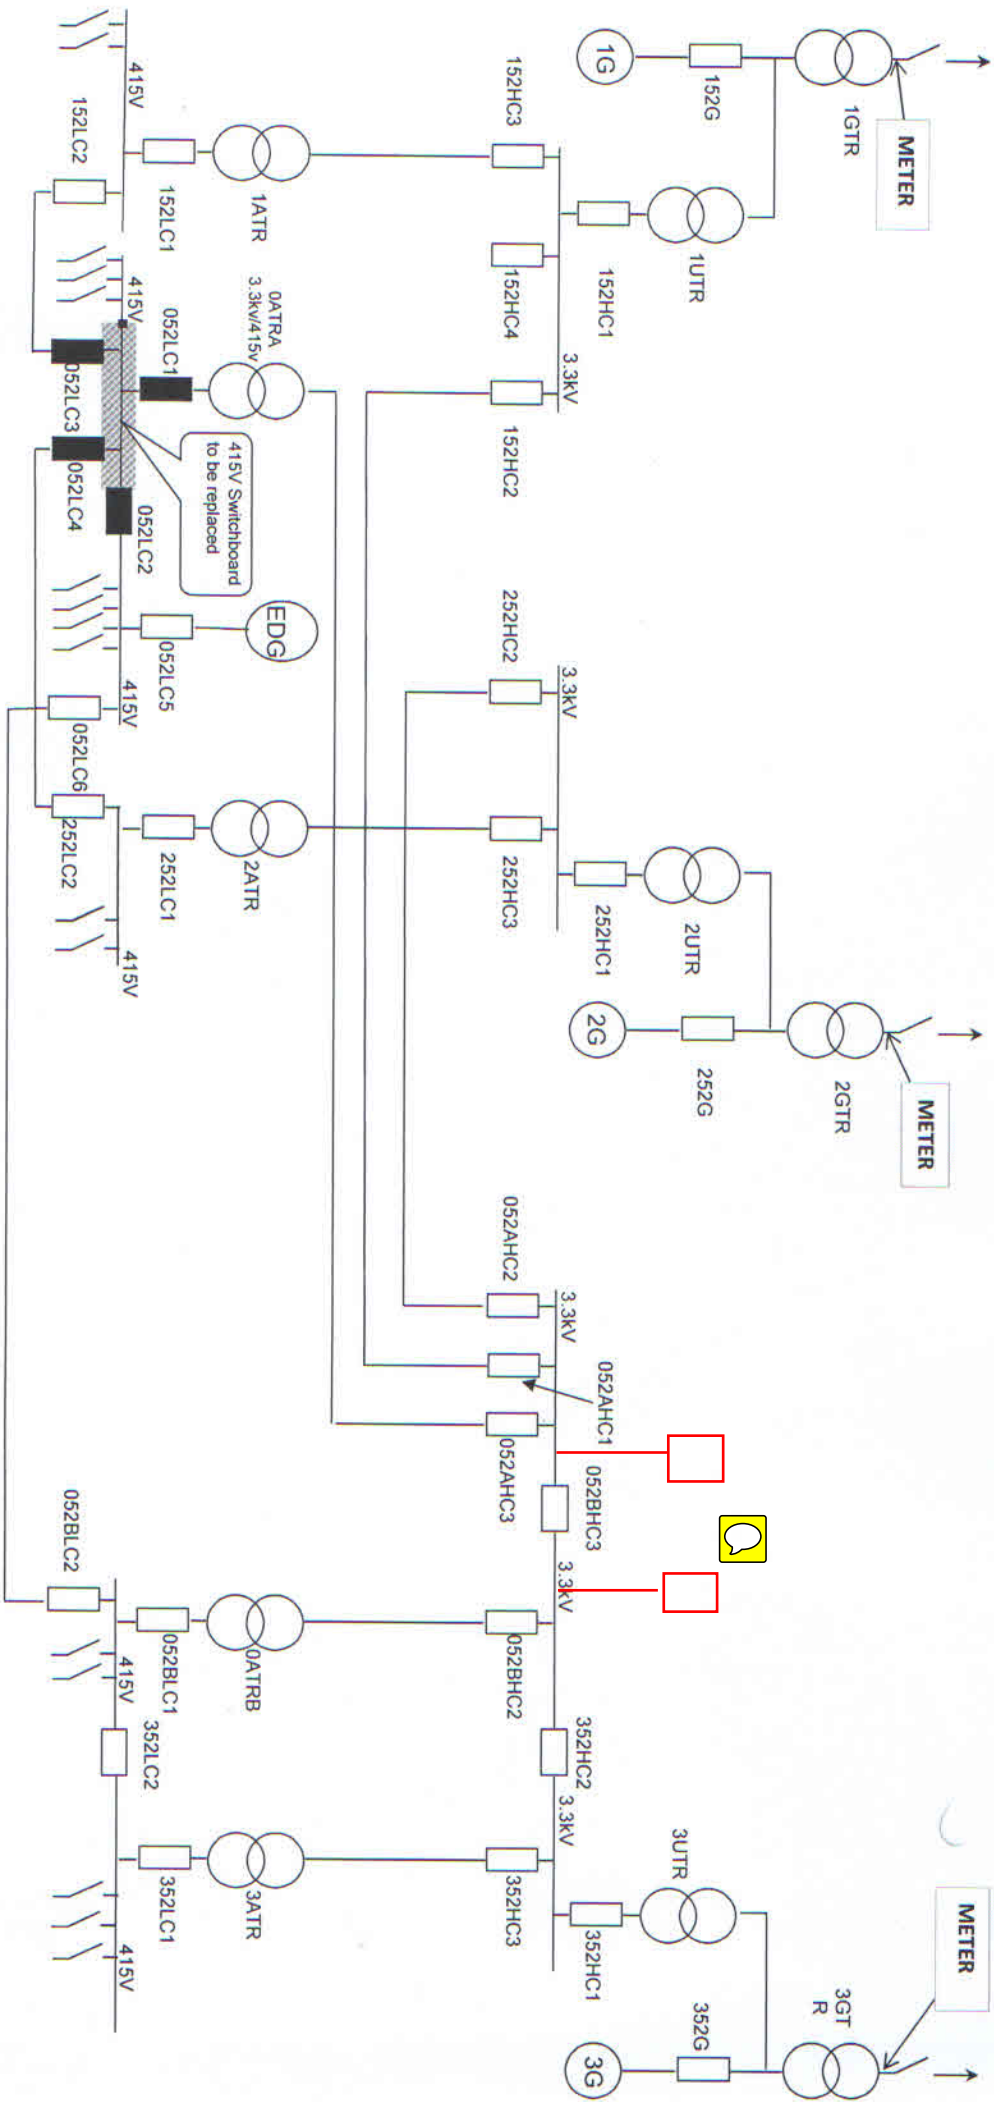 1G
152G
1GTR
METER
1UTR
152HC1
152HC3
152HC4
3.3kV
152HC2
1ATR
152LC1
415V
152LC2
0ATRA
3.3kv/415v
415V
052LC1
052LC3
052LC4
052LC2
415V Switchboard
to be replaced
EDG
052LC5
415V
052LC6
252LC2
252LC1
2ATR
415V
252HC2
3.3kV
252HC3
252HC1
2UTR
2G
252G
2GTR
METER
052AHC2
3.3kV
052AHC1
052AHC3
052BHC3
3.3kV
052BHC2
0ATRB
052BLC1
052BLC2
415V
352LC2
352HC2
3.3kV
352HC3
352HC1
3UTR
3ATR
352LC1
415V
3G
352G
3GT
R
METER